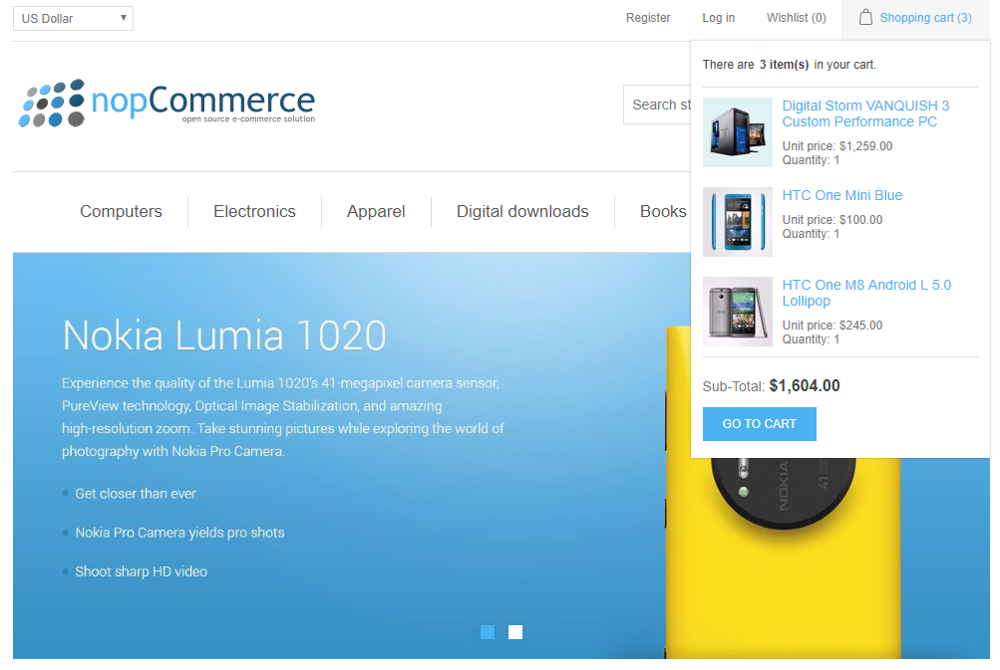 US Dollar
Register
Log in
Wishlist (0)
Shopping cart (3)
There are 3 item(s) in your cart.
nopCommerce
open source e-commerce solution
Search st
Digital Storm VANQUISH 3
Custom Performance PC
Unit price: $1,259.00
Quantity: 1
HTC One Mini Blue
Unit price: $100.00
Quantity: 1
HTC One M8 Android L 5.0
Lollipop
Unit price: $245.00
Quantity: 1
Sub-Total: $1,604.00
GO TO CART
Computers
Electronics
Apparel
Digital downloads
Books
Nokia Lumia 1020
Experience the quality of the Lumia 1020's 41-megapixel camera sensor,
PureView technology, Optical Image Stabilization, and amazing
high-resolution zoom. Take stunning pictures while exploring the world of
photography with Nokia Pro Camera.
Get closer than ever
Nokia Pro Camera yields pro shots
Shoot sharp HD video
NOKIA
41